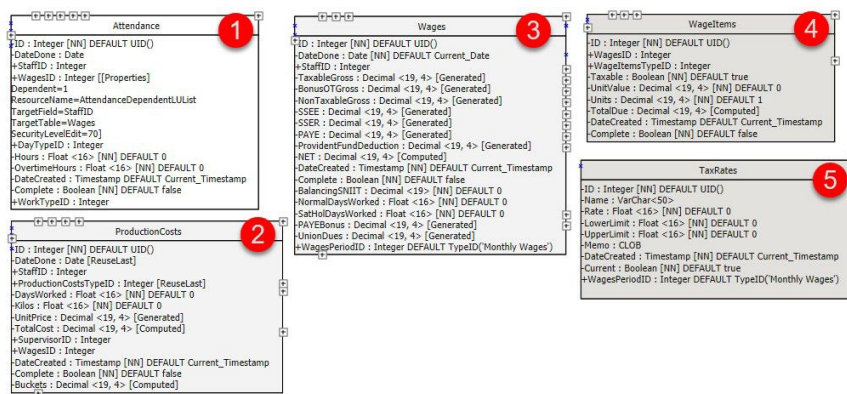 Attendance
1
-ID : Integer [NN] DEFAULT UID()
-DateDone : Date
+StaffID : Integer
+WagesID : Integer [[Properties]
Dependent=1
ResourceName=AttendanceDependentLUList
TargetField=StaffID
TargetTable=Wages
SecurityLevelEdit=70]
+DayTypeID : Integer
-Hours : Float <16> [NN] DEFAULT 0
-OvertimeHours : Float <16> [NN] DEFAULT 0
-DateCreated : Timestamp DEFAULT Current_Timestamp
-Complete : Boolean [NN] DEFAULT false
+WorkTypeID : Integer
ProductionCosts
2
-ID : Integer [NN] DEFAULT UID()
-DateDone : Date [ReuseLast]
+StaffID : Integer
+ProductionCostsTypeID : Integer [ReuseLast]
-DaysWorked : Float <16> [NN] DEFAULT 0
-Kilos : Float <16> [NN] DEFAULT 0
-UnitPrice : Decimal <19, 4> [Generated]
-TotalCost : Decimal <19, 4> [Computed]
+SupervisorID : Integer
+WagesID : Integer
-DateCreated : Timestamp [NN] DEFAULT Current_Timestamp
-Complete : Boolean [NN] DEFAULT false
-Buckets : Decimal <19, 4> [Computed]
Wages
3
-ID : Integer [NN] DEFAULT UID()
-DateDone : Date [NN] DEFAULT Current_Date
+StaffID : Integer
-TaxableGross : Decimal <19, 4> [Generated]
-BonusOTGross : Decimal <19, 4> [Generated]
-NonTaxableGross : Decimal <19, 4> [Generated]
-SSEE : Decimal <19, 4> [Generated]
-SSER : Decimal <19, 4> [Generated]
-PAYE : Decimal <19, 4> [Generated]
-ProvidentFundDeduction : Decimal <19, 4> [Generated]
-NET : Decimal <19, 4> [Computed]
-DateCreated : Timestamp [NN] DEFAULT Current_Timestamp
-Complete : Boolean [NN] DEFAULT false
-BalancingSNIIT : Decimal <19> [NN] DEFAULT 0
-NormalDaysWorked : Float <16> [NN] DEFAULT 0
-SatHolDaysWorked : Float <16> [NN] DEFAULT 0
-PAYEBonus : Decimal <19, 4> [Generated]
-UnionDues : Decimal <19, 4> [Generated]
+WagesPeriodID : Integer DEFAULT TypeID('Monthly Wages')
WageItems
4
-ID : Integer [NN] DEFAULT UID()
+WagesID : Integer
+WageItemsTypeID : Integer
-Taxable : Boolean [NN] DEFAULT true
-UnitValue : Decimal <19, 4> [NN] DEFAULT 0
-Units : Decimal <19, 4> [NN] DEFAULT 1
-TotalDue : Decimal <19, 4> [Computed]
-DateCreated : Timestamp DEFAULT Current_Timestamp
-Complete : Boolean [NN] DEFAULT false
TaxRates
5
-ID : Integer [NN] DEFAULT UID()
-Name : VarChar<50>
-Rate : Float <16> [NN] DEFAULT 0
-LowerLimit : Float <16> [NN] DEFAULT 0
-UpperLimit : Float <16> [NN] DEFAULT 0
-Memo : CLOB
-DateCreated : Timestamp [NN] DEFAULT Current_Timestamp
-Current : Boolean [NN] DEFAULT true
+WagesPeriodID : Integer DEFAULT TypeID('Monthly Wages')